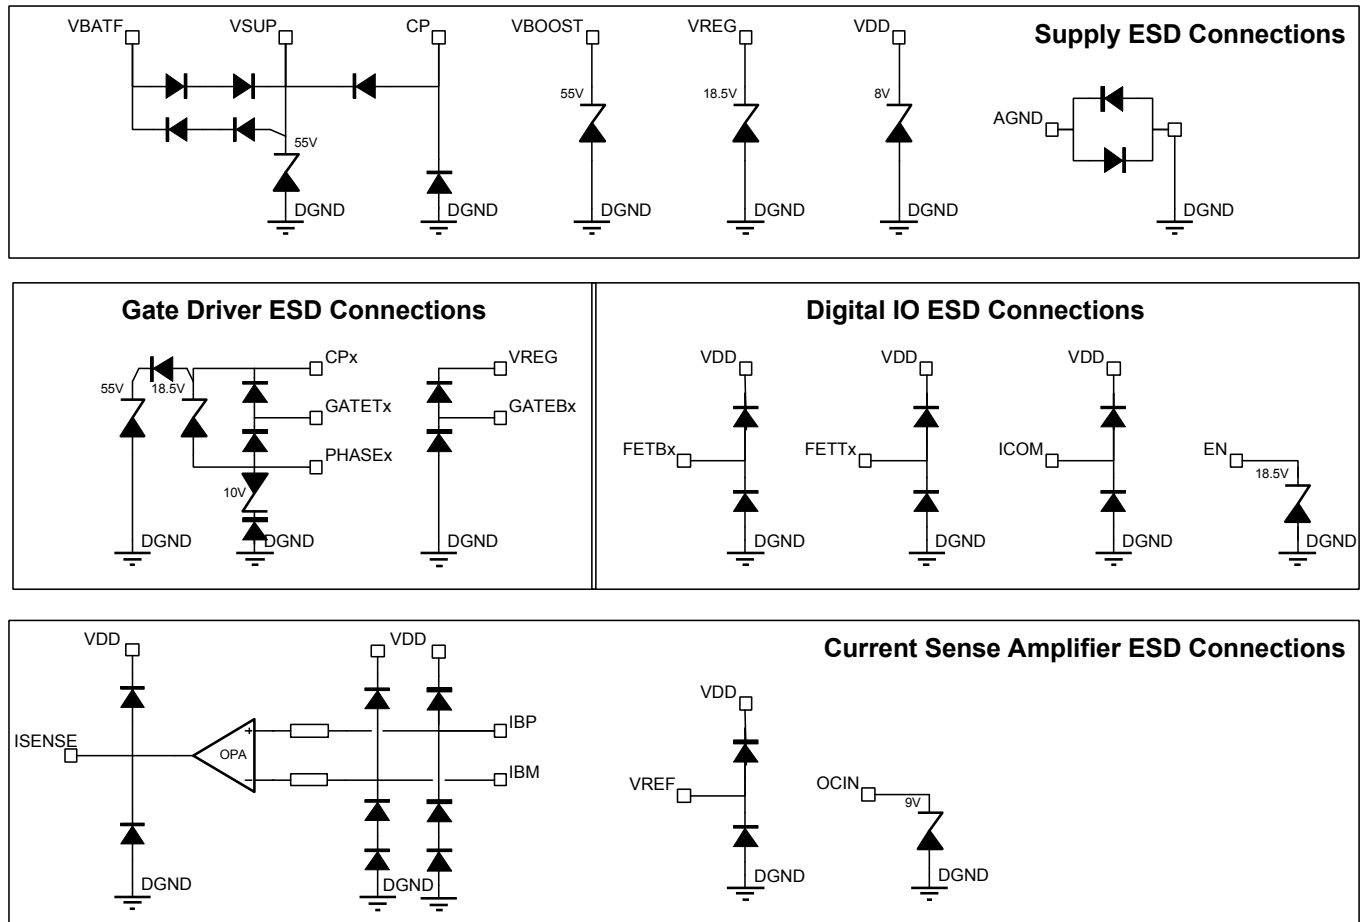 VBATF VSUP CP VBOOST VREG VDD Supply ESD Connections
55V 18.5V 8V
AGND
55V
DGND DGND DGND DGND DGND DGND
Gate Driver ESD Connections
CPx VREG
55V 18.5V
GATETx GATEBx
PHASEx
10V
DGND DGND DGND
Digital IO ESD Connections
VDD VDD VDD
FETBx FETTx ICOM EN
18.5V
DGND DGND DGND DGND
VDD VDD Current Sense Amplifier ESD Connections
VDD
+ IBP
ISENSE OPA
- IBM
VREF OCIN
9V
DGND DGND DGND DGND